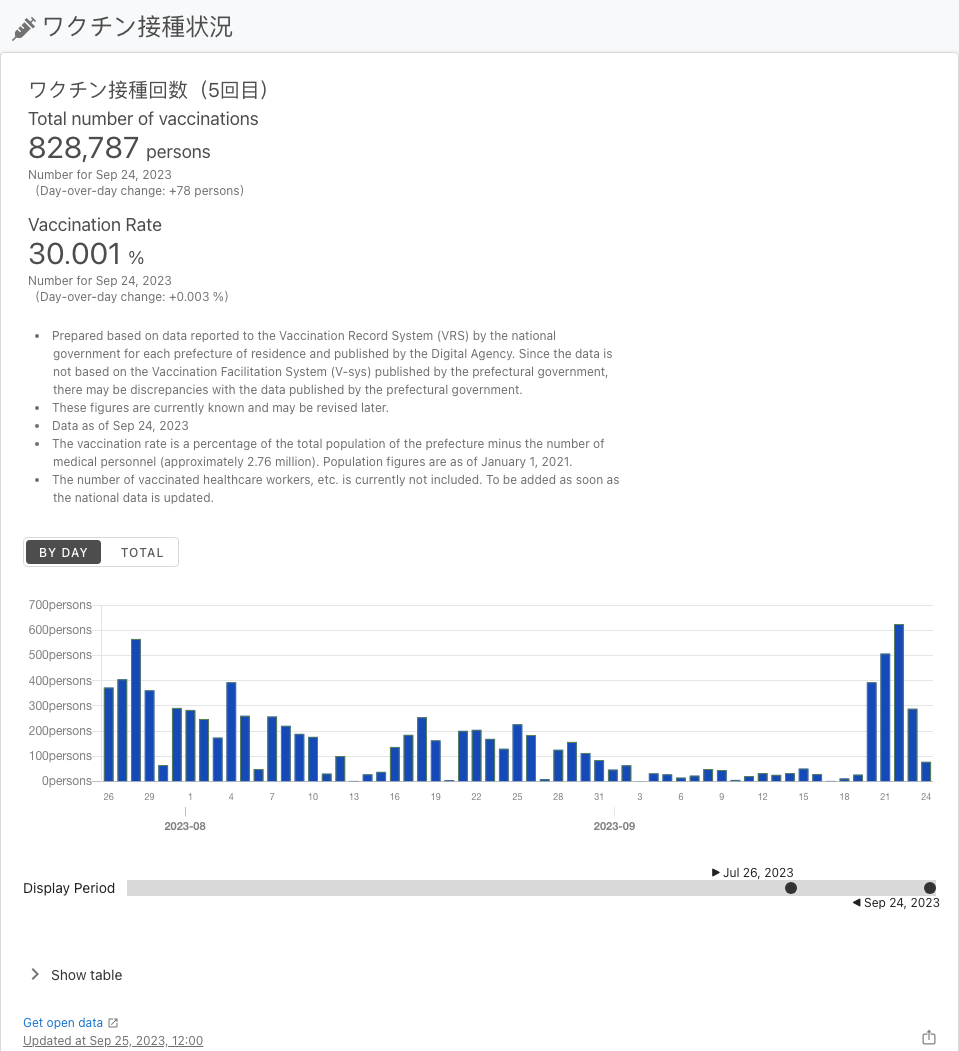 ワクチン接種状況
ワクチン接種回数（5回目）
Total number of vaccinations
828,787 persons
Number for Sep 24, 2023
（Day-over-day change: +78 persons）
Vaccination Rate
30.001 %
Number for Sep 24, 2023
（Day-over-day change: +0.003 %）
• Prepared based on data reported to the Vaccination Record System (VRS) by the national
government for each prefecture of residence and published by the Digital Agency. Since the data is
not based on the Vaccination Facilitation System (V-sys) published by the prefectural government,
there may be discrepancies with the data published by the prefectural government.
• These figures are currently known and may be revised later.
• Data as of Sep 24, 2023
• The vaccination rate is a percentage of the total population of the prefecture minus the number of
medical personnel (approximately 2.76 million). Population figures are as of January 1, 2021.
• The number of vaccinated healthcare workers, etc. is currently not included. To be added as soon as
the national data is updated.
BY DAY TOTAL
700persons
600persons
500persons
400persons
300persons
200persons
100persons
0persons
26 29 1 4 7 10 13 16 19 22 25 28 31 3 6 9 12 15 18 21 24
2023-08 2023-09
▶ Jul 26, 2023
Display Period
◀ Sep 24, 2023
Show table
Get open data
Updated at Sep 25, 2023, 12:00